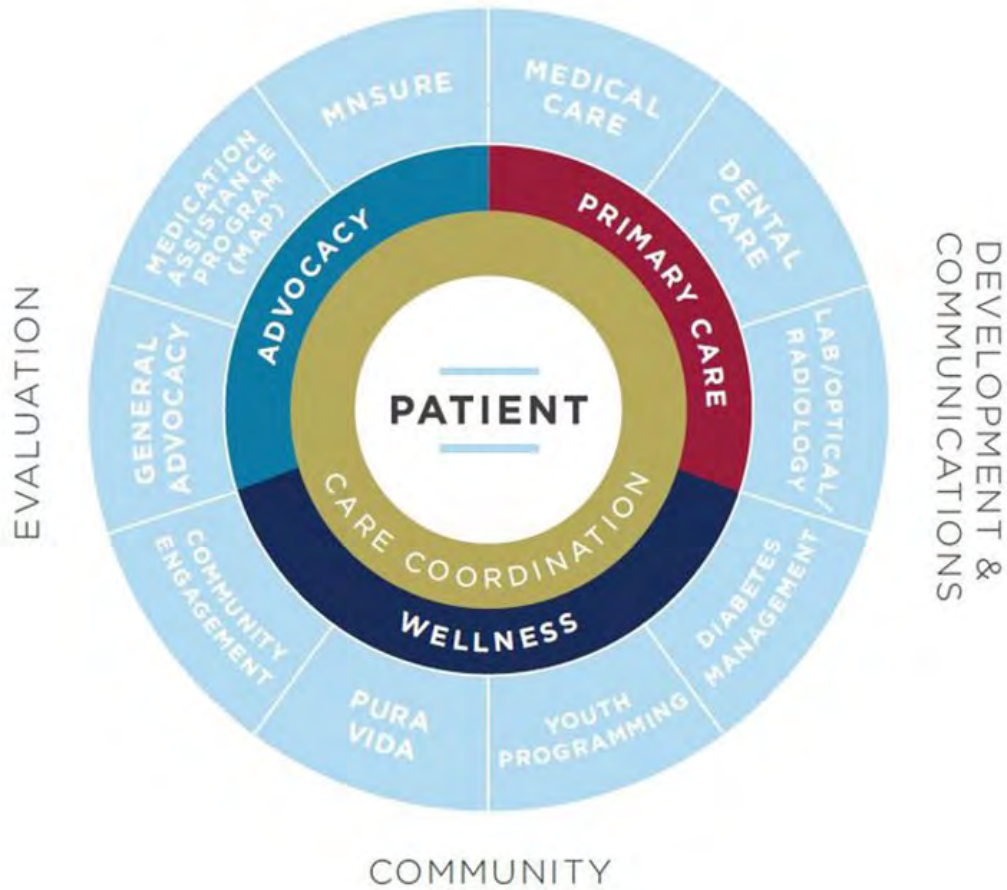 MNSURE
MEDICAL
CARE
DENTAL
CARE
LAB/OPTICAL/
RADIOLOGY
DIABETES
MANAGEMENT
YOUTH
PROGRAMMING
PURA
VIDA
COMMUNITY
ENGAGEMENT
GENERAL
ADVOCACY
MEDICATION
ASSISTANCE
PROGRAM
(MAP)
ADVOCACY
PRIMARY CARE
WELLNESS
CARE COORDINATION
PATIENT
EVALUATION
DEVELOPMENT &
COMMUNICATIONS
COMMUNITY